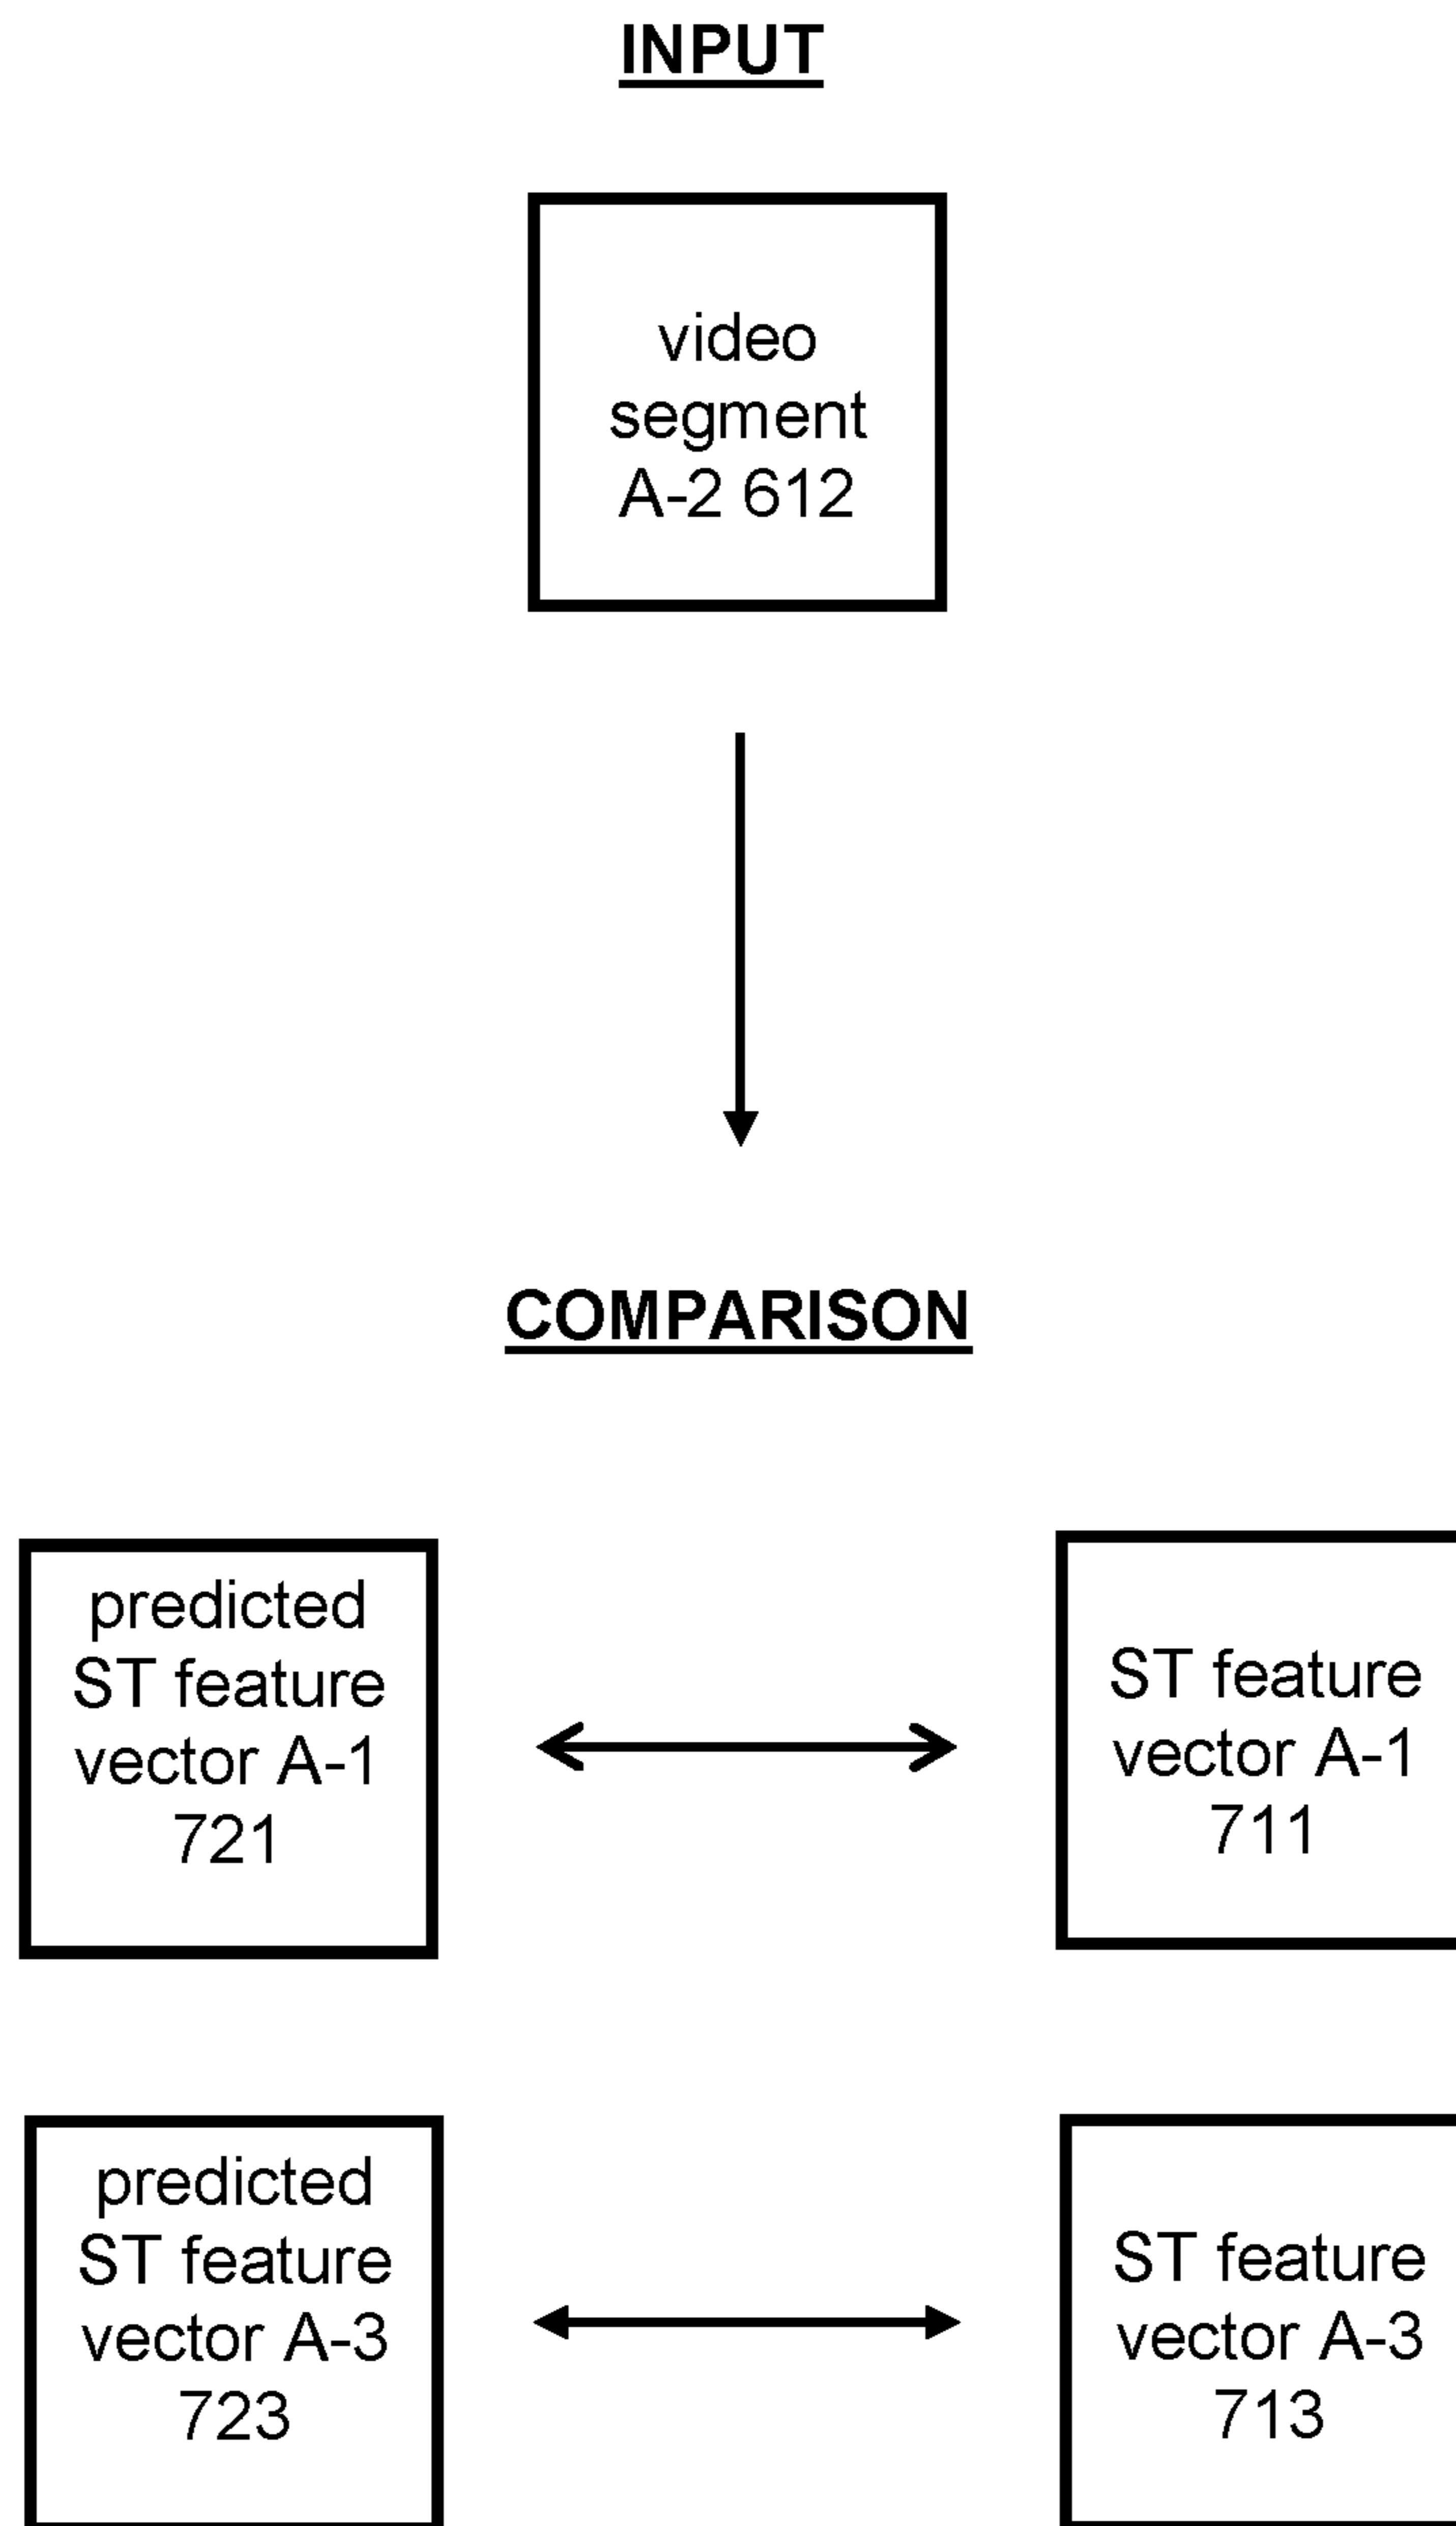 INPUT
video
segment
A-2 612
COMPARISON
predicted
ST feature
vector A-1
721
ST feature
vector A-1
711
predicted
ST feature
vector A-3
723
ST feature
vector A-3
713